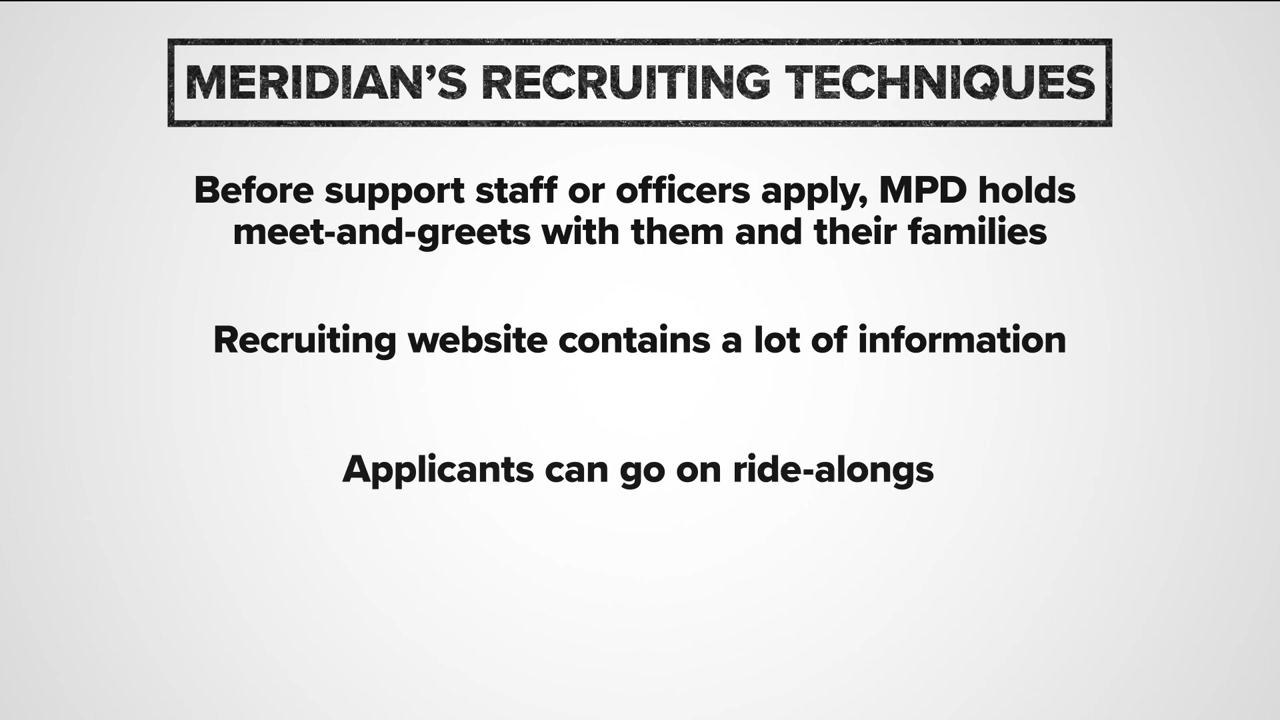 MERIDIAN’S RECRUITING TECHNIQUES
Before support staff or officers apply, MPD holds
meet-and-greets with them and their families
Recruiting website contains a lot of information
Applicants can go on ride-alongs